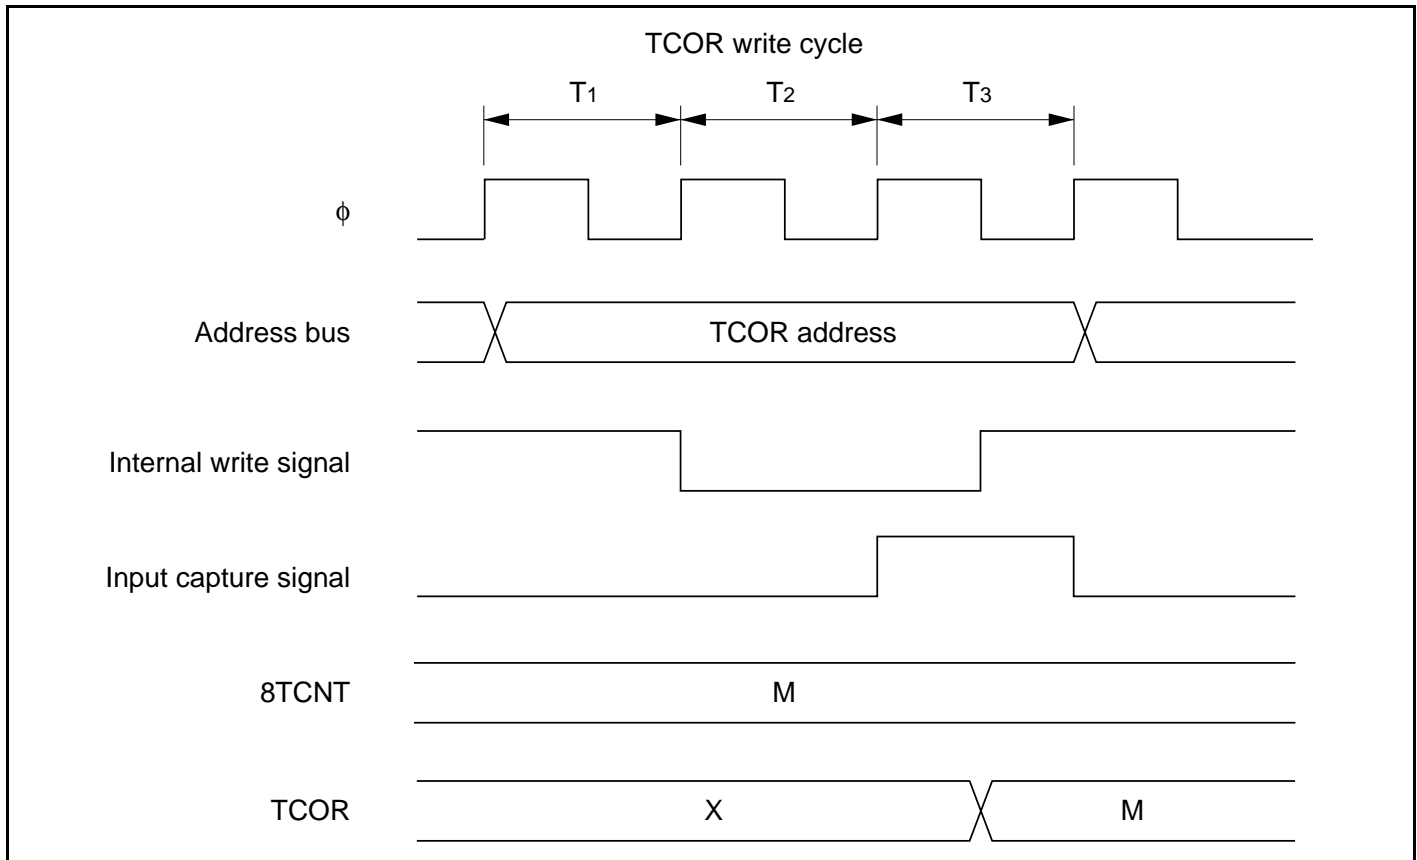 TCOR write cycle
T1 T2 T3
φ
Address bus TCOR address
Internal write signal
Input capture signal
8TCNT M
TCOR X M